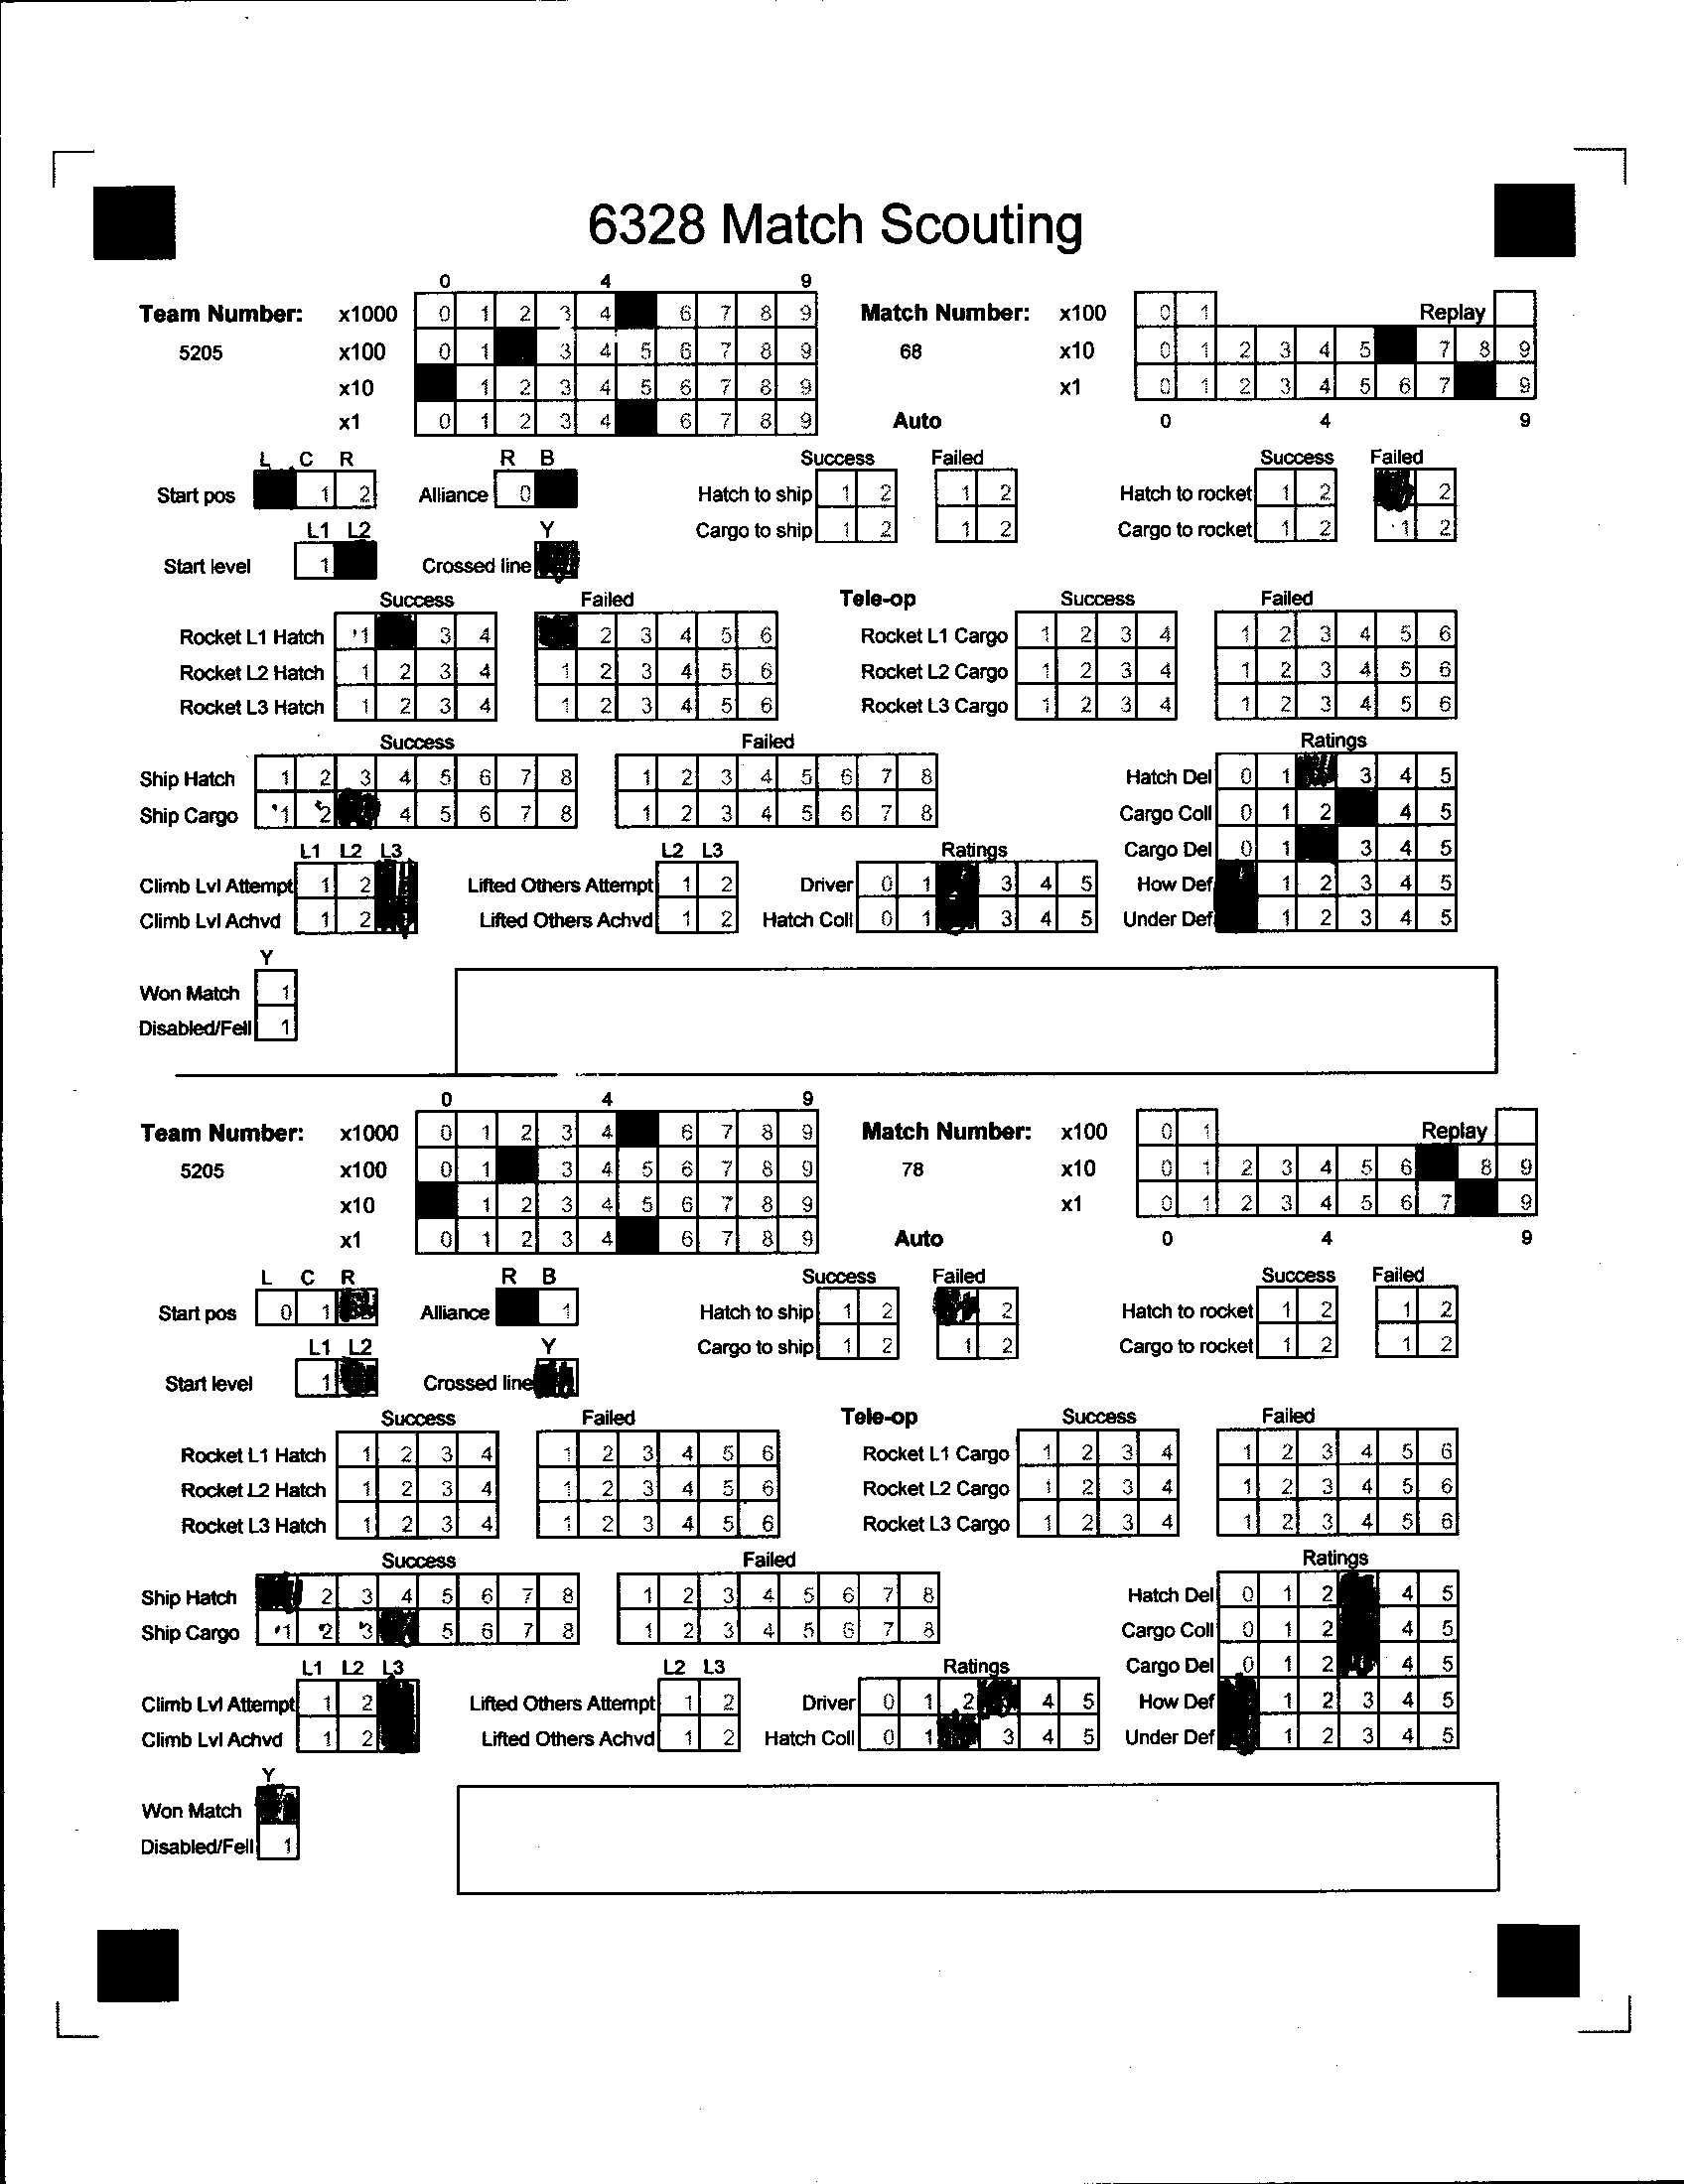 6328 Match Scouting
0 4 9
Team Number: x1000 0 1 2 3 4 6 7 8 9 Match Number: x100 0 1 Replay
5205 x100 0 1 3 4 5 6 7 8 9 68 x10 0 1 2 3 4 5 7 8 9
x10 1 2 3 4 5 6 7 8 9 x1 0 1 2 3 4 5 6 7 9
x1 0 1 2 3 4 6 7 8 9 Auto 0 4 9
L C R R B Success Failed Success Failed
Start pos 1 2 Alliance 0 Hatch to ship 1 2 1 2 Hatch to rocket 1 2 2
L1 L2 Y Cargo to ship 1 2 1 2 Cargo to rocket 1 2 1 2
Start level 1 Crossed line
Success Failed Tele-op Success Failed
Rocket L1 Hatch 1 3 4 2 3 4 5 6 Rocket L1 Cargo 1 2 3 4 1 2 3 4 5 6
Rocket L2 Hatch 1 2 3 4 1 2 3 4 5 6 Rocket L2 Cargo 1 2 3 4 1 2 3 4 5 6
Rocket L3 Hatch 1 2 3 4 1 2 3 4 5 6 Rocket L3 Cargo 1 2 3 4 1 2 3 4 5 6
Success Failed Ratings
Ship Hatch 1 2 3 4 5 6 7 8 1 2 3 4 5 6 7 8 Hatch Del 0 1 3 4 5
Ship Cargo 1 2 4 5 6 7 8 1 2 3 4 5 6 7 8 Cargo Coll 0 1 2 4 5
L1 L2 L3 L2 L3 Ratings Cargo Del 0 1 3 4 5
Climb Lvl Attempt 1 2 Lifted Others Attempt 1 2 Driver 0 1 3 4 5 How Def 1 2 3 4 5
Climb Lvl Achvd 1 2 Lifted Others Achvd 1 2 Hatch Coll 0 1 3 4 5 Under Def 1 2 3 4 5
Y
Won Match 1
Disabled/Fell 1
0 4 9
Team Number: x1000 0 1 2 3 4 6 7 8 9 Match Number: x100 0 1 Replay
5205 x100 0 1 3 4 5 6 7 8 9 78 x10 0 1 2 3 4 5 6 8 9
x10 1 2 3 4 5 6 7 8 9 x1 0 1 2 3 4 5 6 7 9
x1 0 1 2 3 4 6 7 8 9 Auto 0 4 9
L C R R B Success Failed Success Failed
Start pos 0 1 Alliance 1 Hatch to ship 1 2 2 Hatch to rocket 1 2 1 2
L1 L2 Y Cargo to ship 1 2 1 2 Cargo to rocket 1 2 1 2
Start level 1 Crossed line
Success Failed Tele-op Success Failed
Rocket L1 Hatch 1 2 3 4 1 2 3 4 5 6 Rocket L1 Cargo 1 2 3 4 1 2 3 4 5 6
Rocket L2 Hatch 1 2 3 4 1 2 3 4 5 6 Rocket L2 Cargo 1 2 3 4 1 2 3 4 5 6
Rocket L3 Hatch 1 2 3 4 1 2 3 4 5 6 Rocket L3 Cargo 1 2 3 4 1 2 3 4 5 6
Success Failed Ratings
Ship Hatch 2 3 4 5 6 7 8 1 2 3 4 5 6 7 8 Hatch Del 0 1 2 4 5
Ship Cargo 1 2 3 5 6 7 8 1 2 3 4 5 6 7 8 Cargo Coll 0 1 2 4 5
L1 L2 L3 L2 L3 Ratings Cargo Del 0 1 2 4 5
Climb Lvl Attempt 1 2 Lifted Others Attempt 1 2 Driver 0 1 2 4 5 How Def 1 2 3 4 5
Climb Lvl Achvd 1 2 Lifted Others Achvd 1 2 Hatch Coll 0 1 3 4 5 Under Def 1 2 3 4 5
Y
Won Match
Disabled/Fell 1